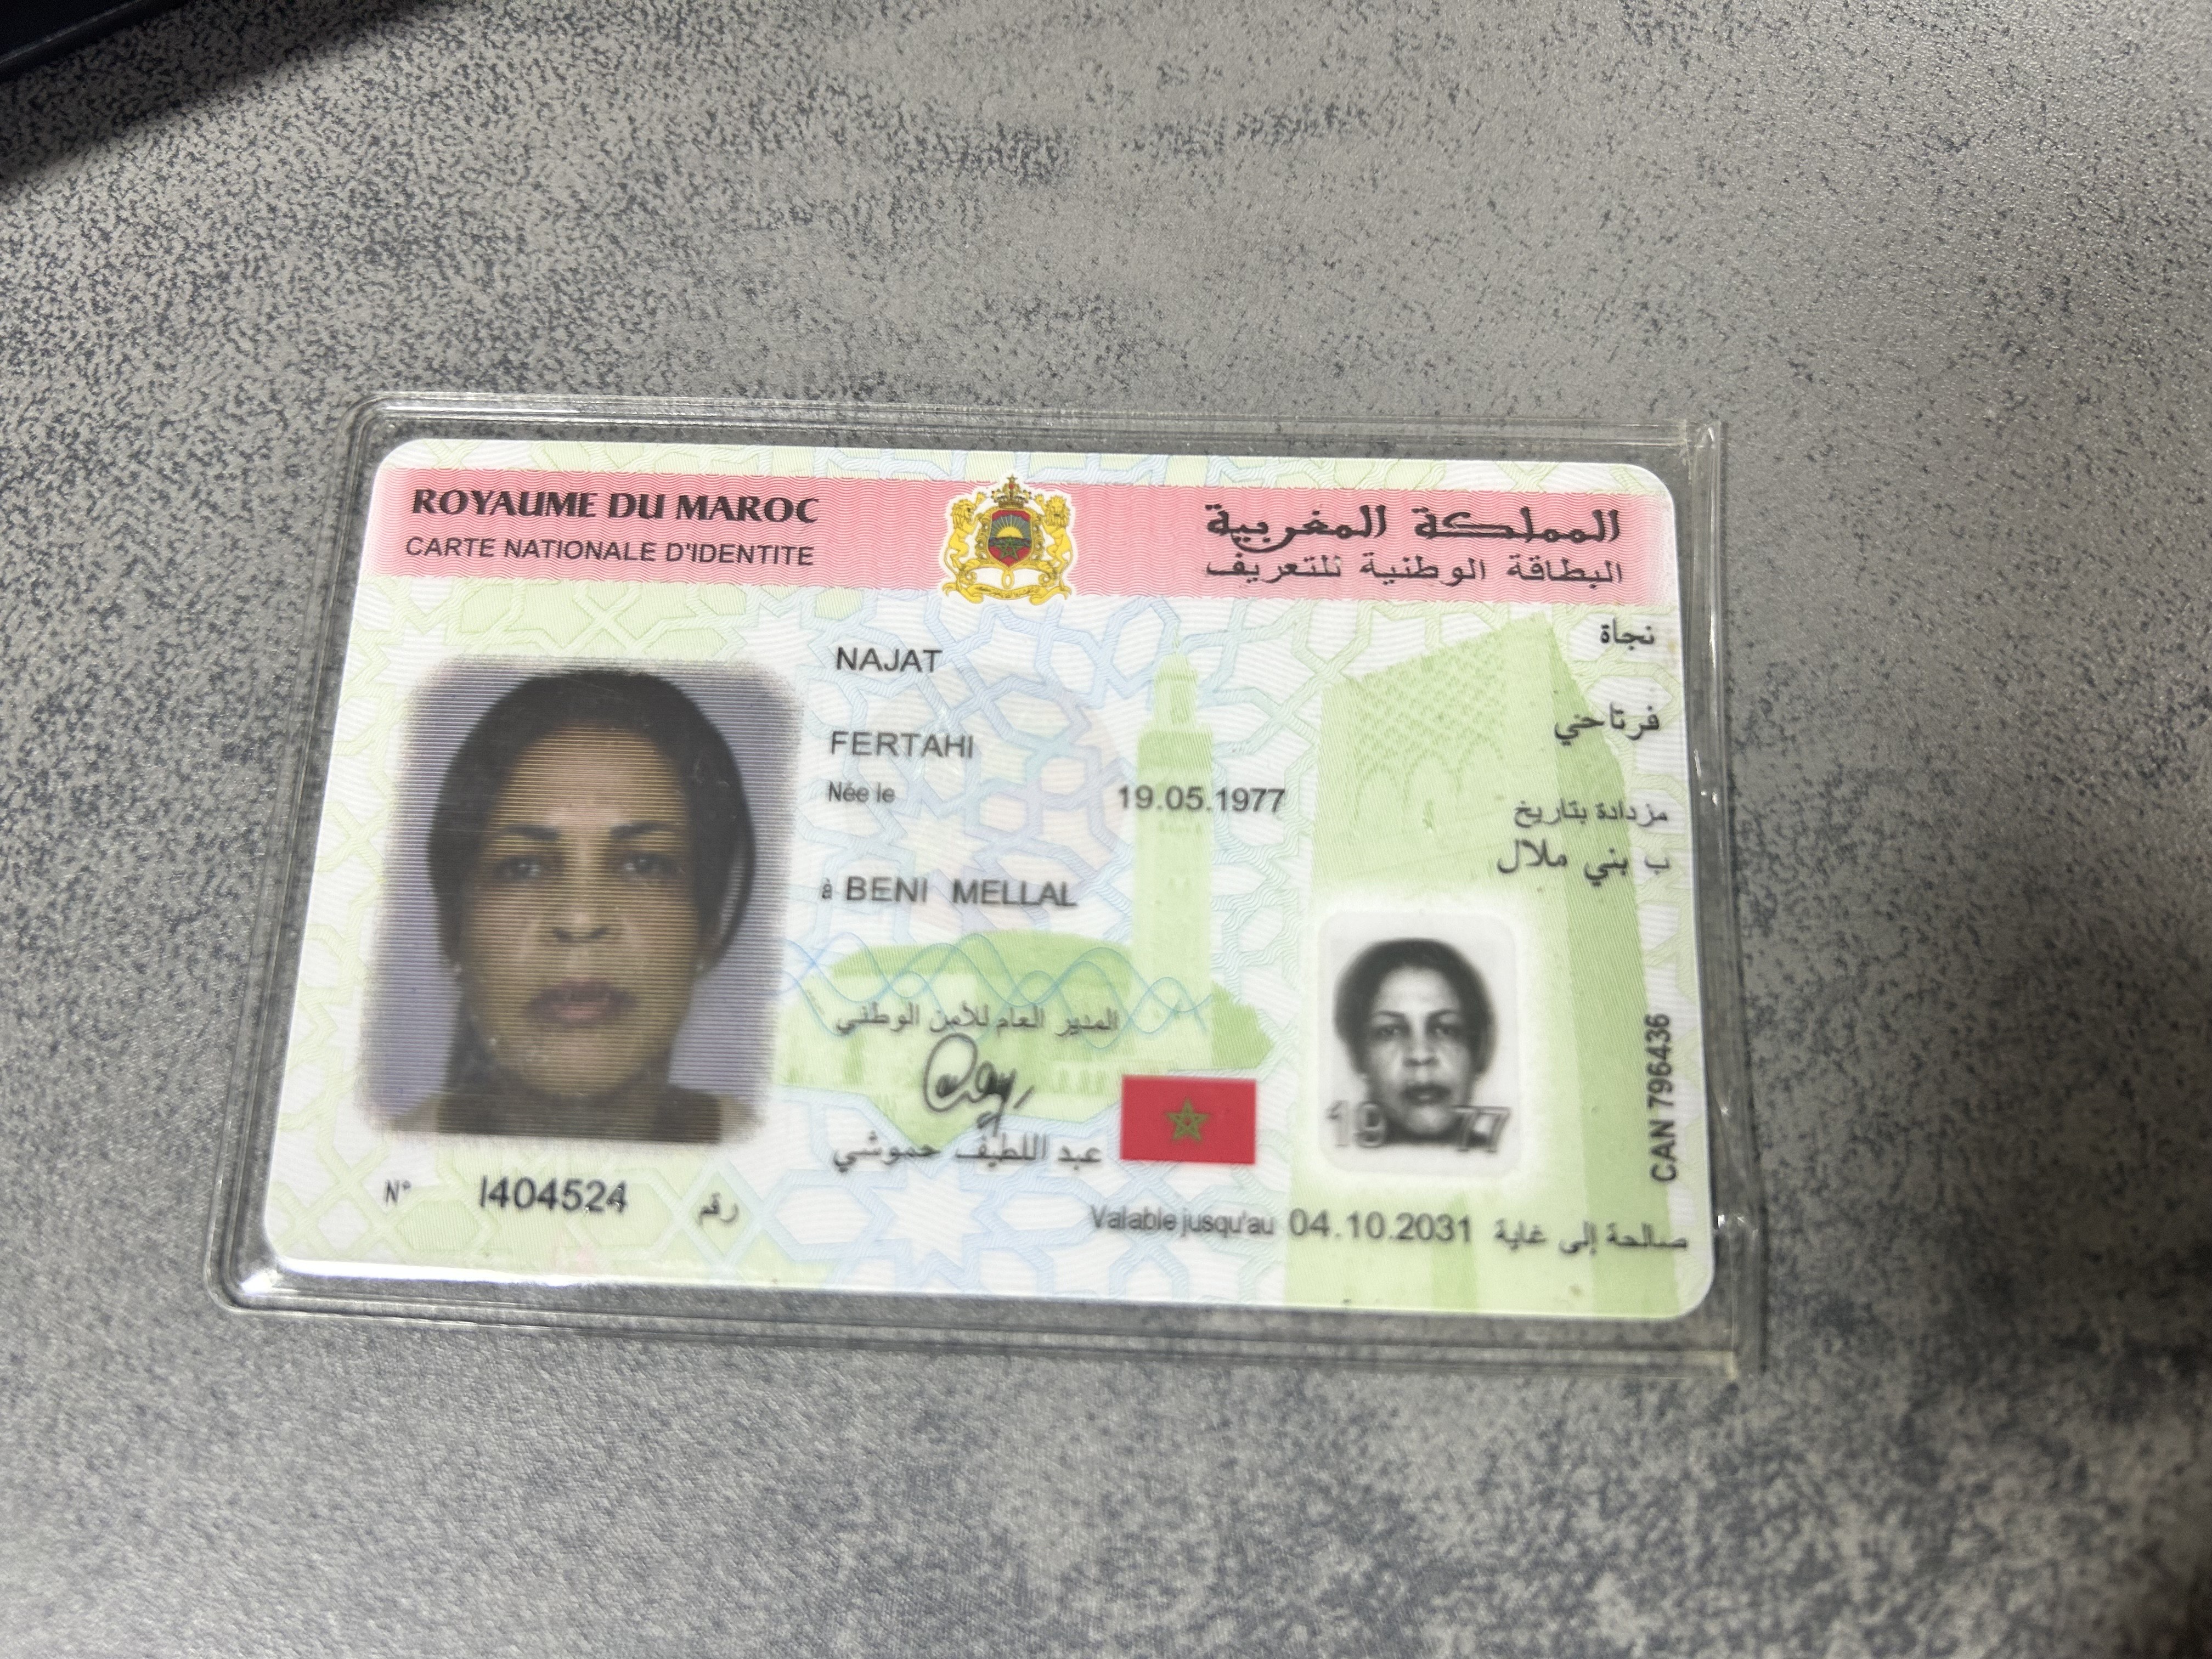 ROYAUME DU MAROC
المملكة المغربية
CARTE NATIONALE D'IDENTITE
البطاقة الوطنية للتعريف
NAJAT
نجاة
FERTAHI
فرتاحي
Née le 19.05.1977 مزدادة بتاريخ
à BENI MELLAL
ب بني ملال
المدير العام للأمن الوطني
عبد اللطيف حموشي
CAN 796436
N° I404524 رقم
Valable jusqu'au 04.10.2031 صالحة إلى غاية